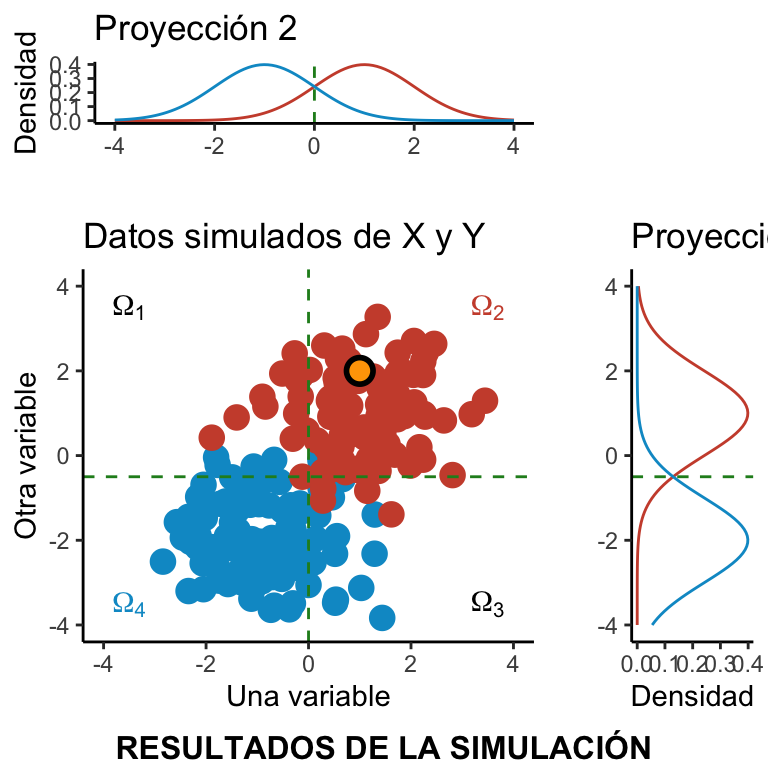 Proyección 2
Densidad
0.4
0.3
0.2
0.1
0.0
-4 -2 0 2 4
Datos simulados de X y Y
Otra variable
4
2
0
-2
-4
Ω1 Ω2
Ω4 Ω3
-4 -2 0 2 4
Una variable
Proyecci
4
2
0
-2
-4
0.0 0.1 0.2 0.3 0.4
Densidad
RESULTADOS DE LA SIMULACIÓN